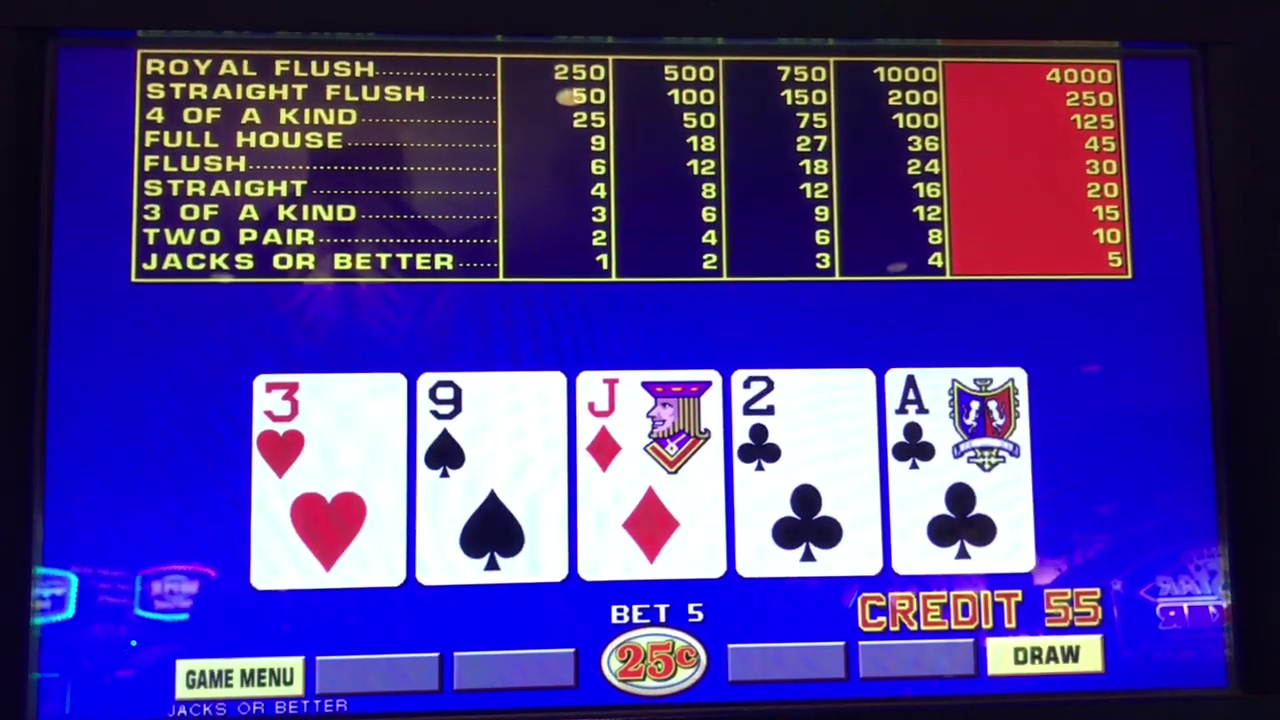 ROYAL FLUSH 250 500 750 1000 4000
STRAIGHT FLUSH 50 100 150 200 250
4 OF A KIND 25 50 75 100 125
FULL HOUSE 9 18 27 36 45
FLUSH 6 12 18 24 30
STRAIGHT 4 8 12 16 20
3 OF A KIND 3 6 9 12 15
TWO PAIR 2 4 6 8 10
JACKS OR BETTER 1 2 3 4 5
3 9 J 2 A
BET 5
CREDIT 55
GAME MENU
25¢
DRAW
JACKS OR BETTER